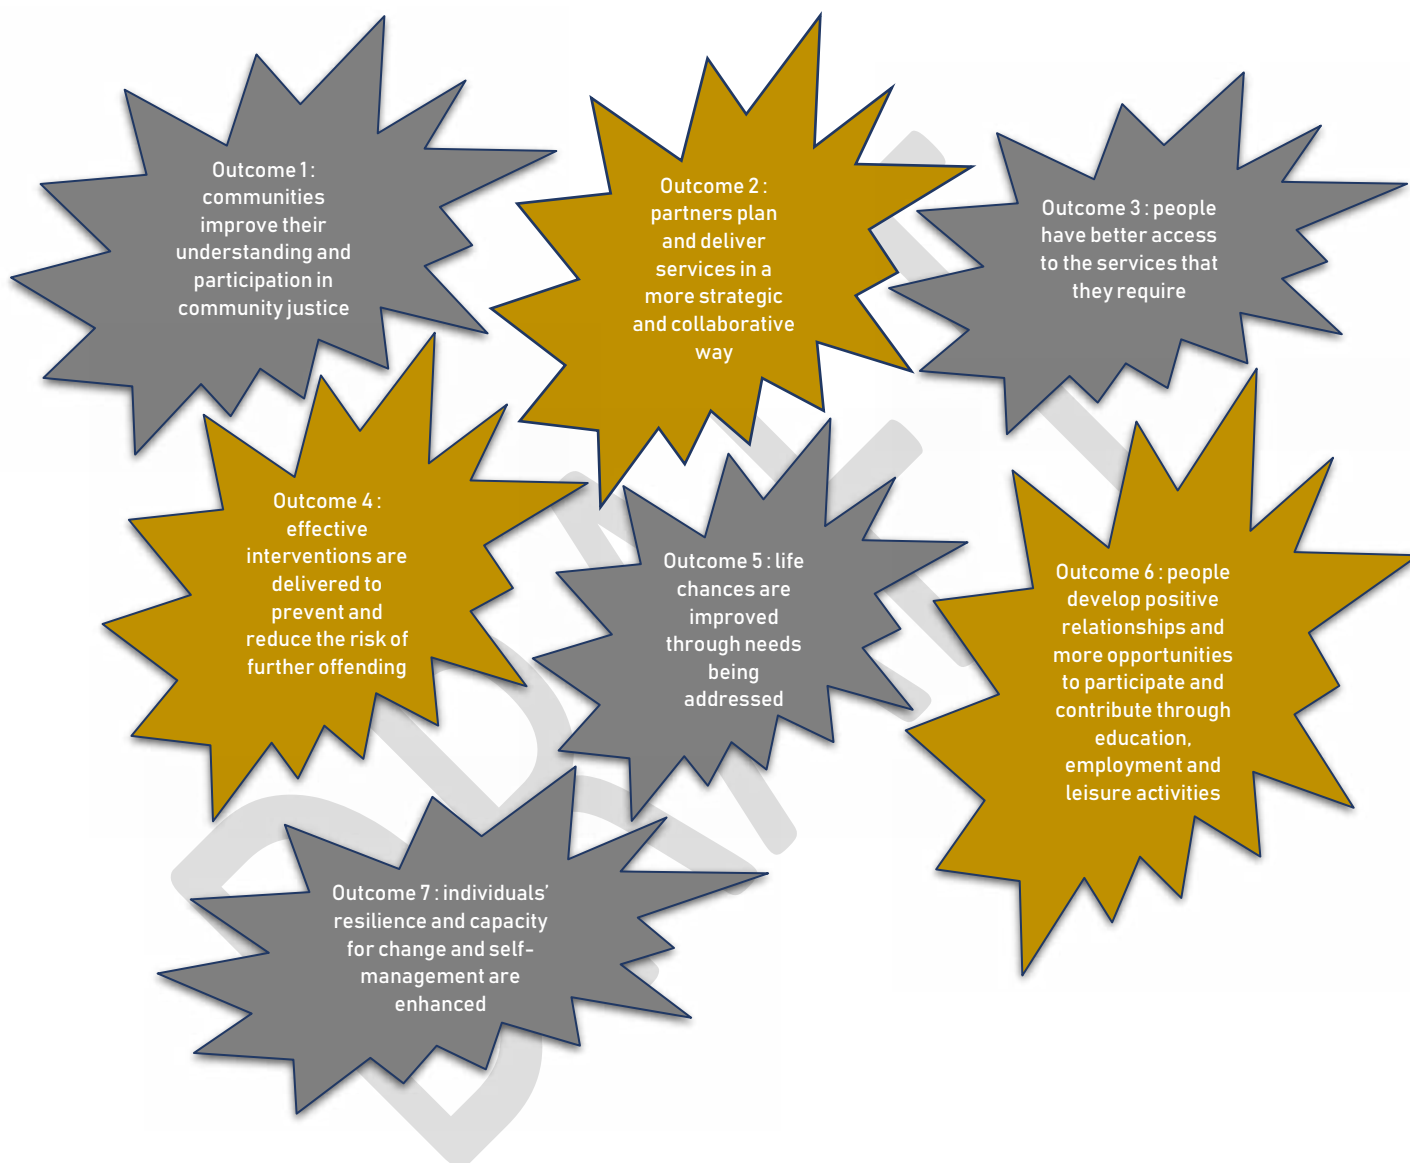 Outcome 1 :
communities
improve their
understanding and
participation in
community justice
Outcome 2 :
partners plan
and deliver
services in a
more strategic
and collaborative
way
Outcome 3 : people
have better access
to the services that
they require
Outcome 4 :
effective
interventions are
delivered to
prevent and
reduce the risk of
further offending
Outcome 5 : life
chances are
improved
through needs
being
addressed
Outcome 6 : people
develop positive
relationships and
more opportunities
to participate and
contribute through
education,
employment and
leisure activities
Outcome 7 : individuals’
resilience and capacity
for change and self-
management are
enhanced